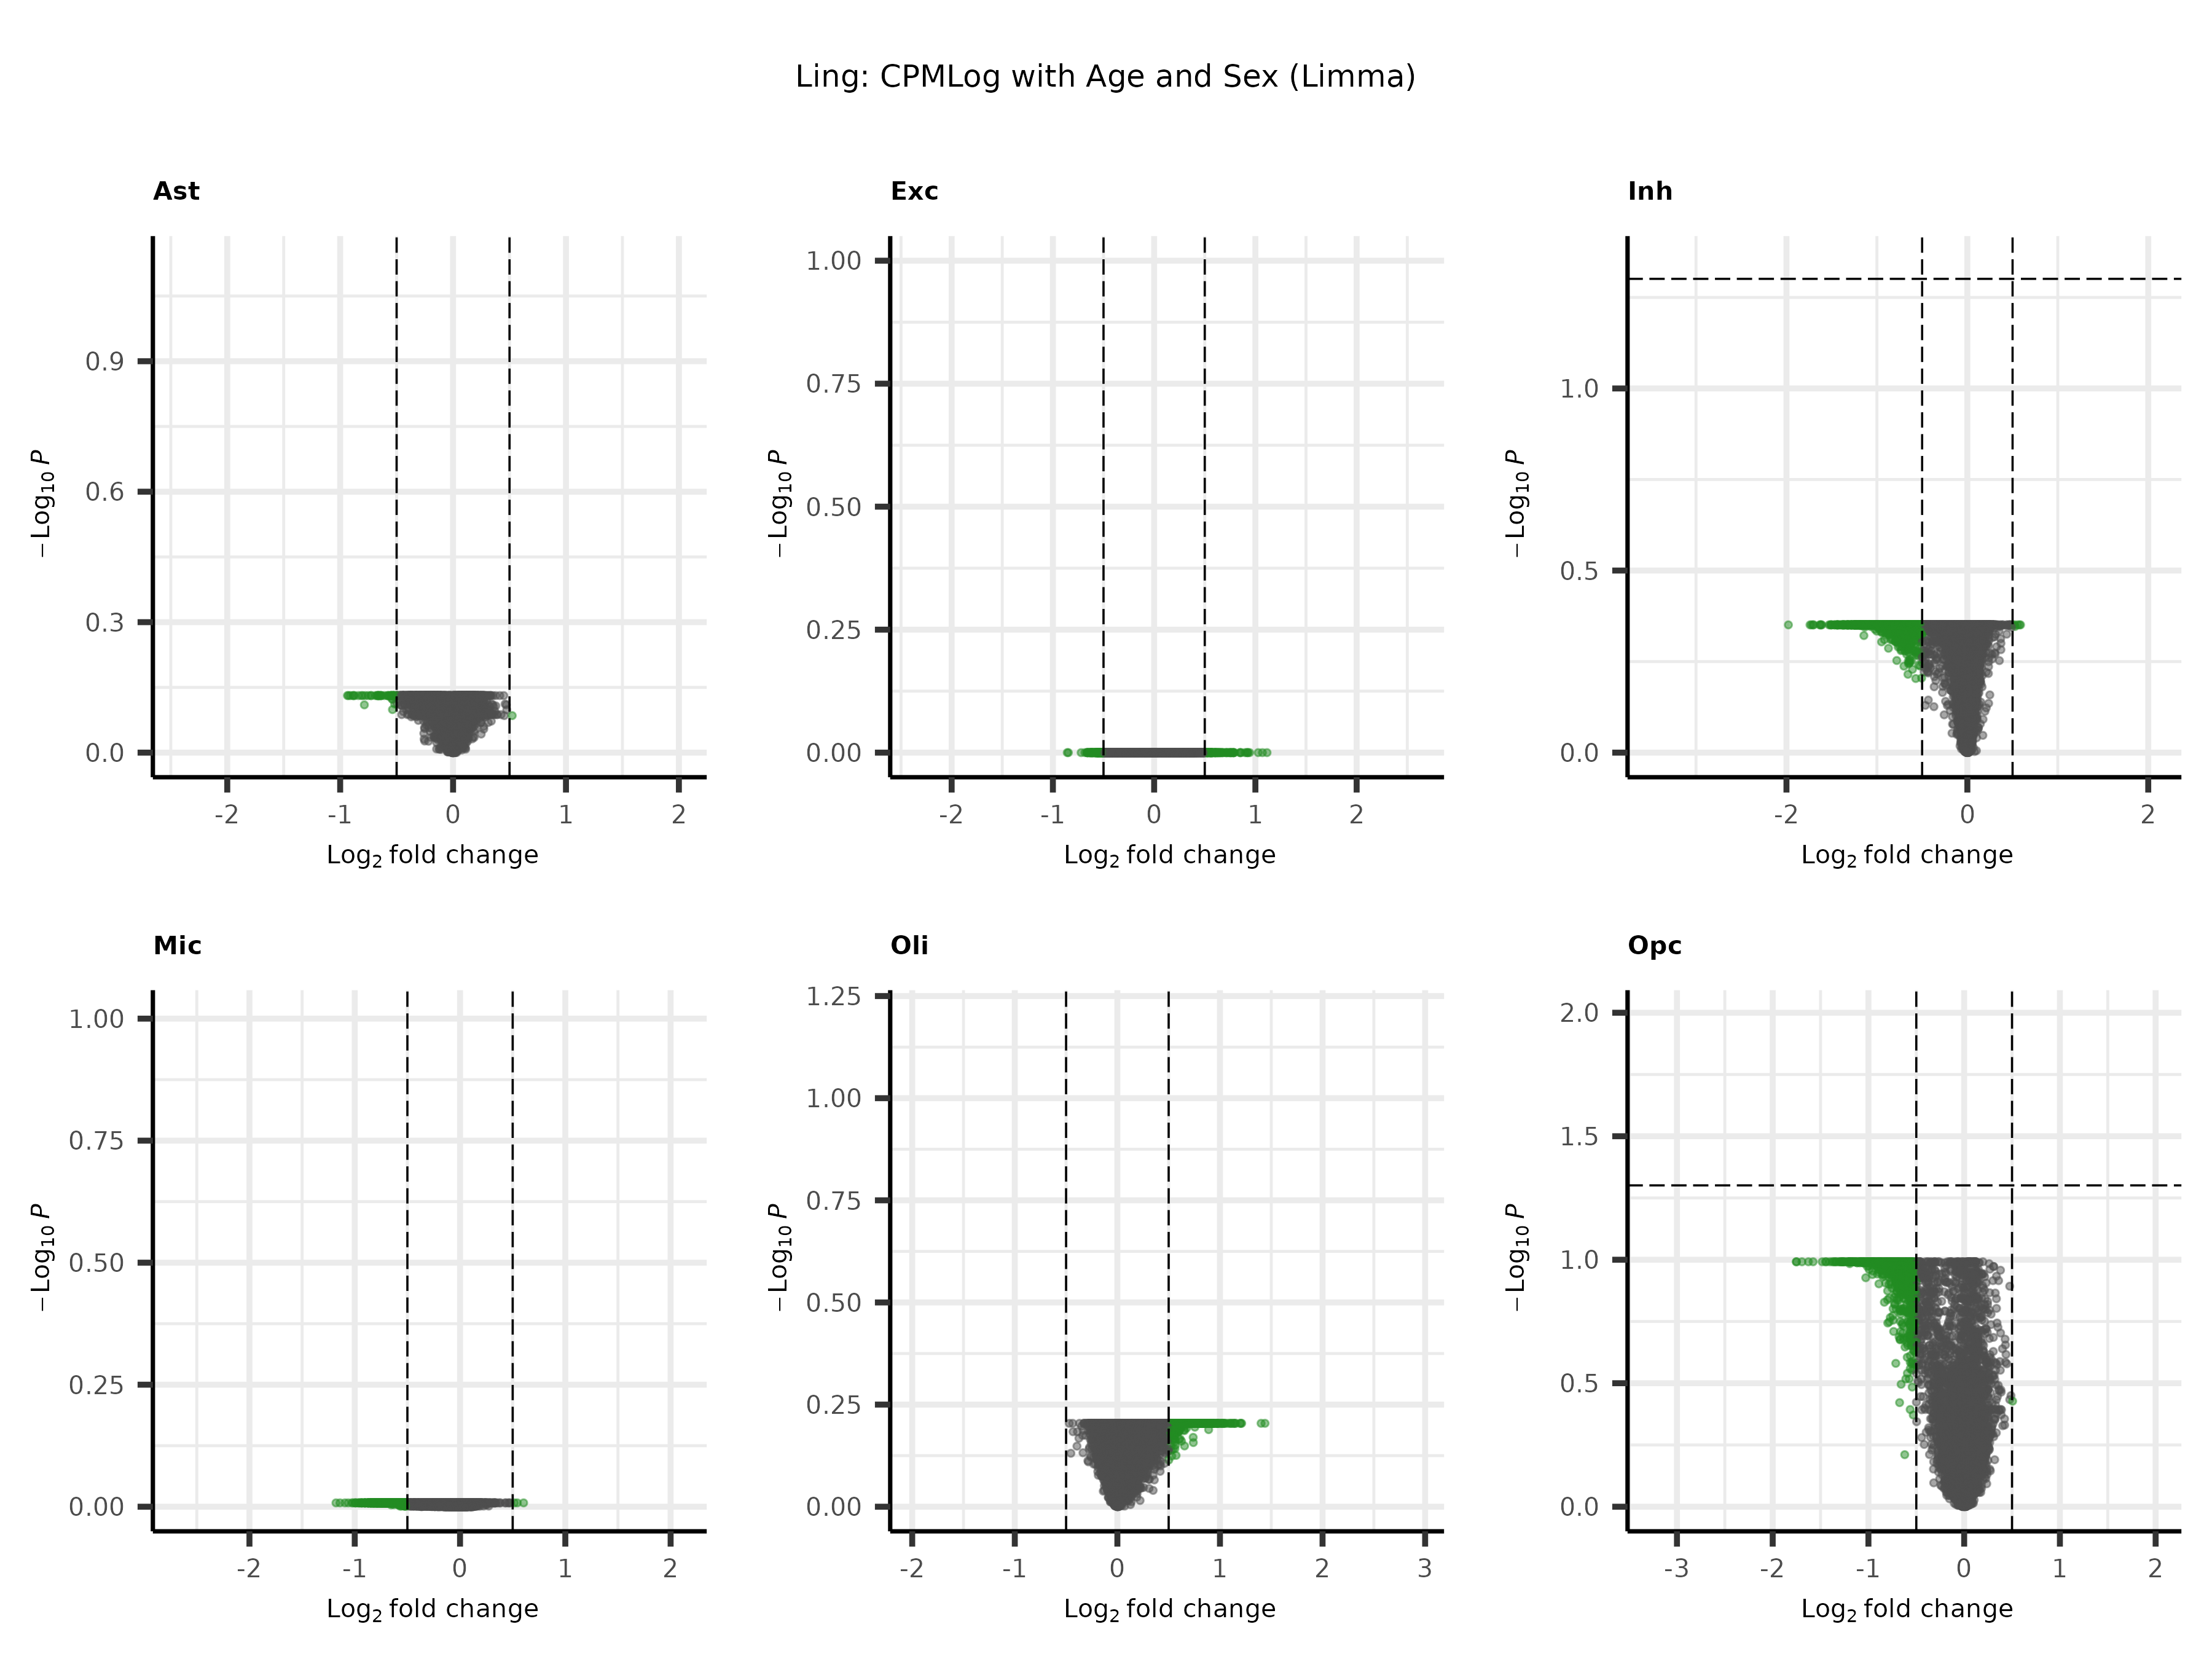 Ling: CPMLog with Age and Sex (Limma)
Ast
Exc
Inh
0.9
0.6
0.3
0.0
−Log10 P
-2 -1 0 1 2
Log2 fold change
1.00
0.75
0.50
0.25
0.00
−Log10 P
-2 -1 0 1 2
Log2 fold change
1.0
0.5
0.0
−Log10 P
-2 0 2
Log2 fold change
Mic
Oli
Opc
1.00
0.75
0.50
0.25
0.00
−Log10 P
-2 -1 0 1 2
Log2 fold change
1.25
1.00
0.75
0.50
0.25
0.00
−Log10 P
-2 -1 0 1 2 3
Log2 fold change
2.0
1.5
1.0
0.5
0.0
−Log10 P
-3 -2 -1 0 1 2
Log2 fold change